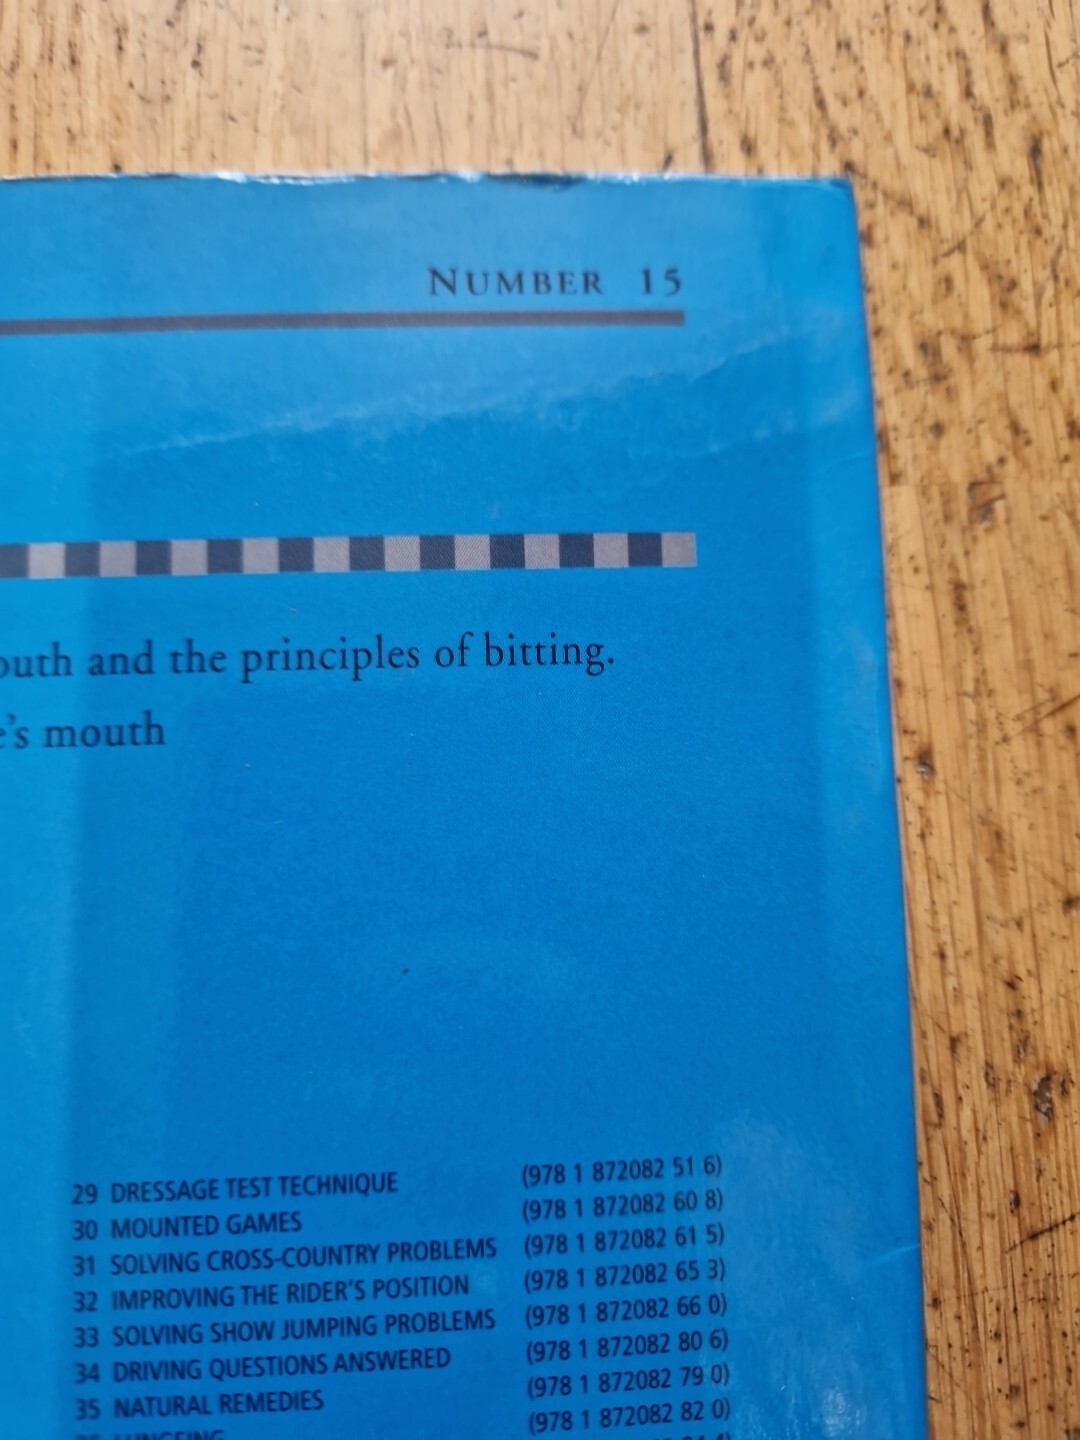 NUMBER 15
outh and the principles of bitting.
e's mouth
29 DRESSAGE TEST TECHNIQUE (978 1 872082 51 6)
30 MOUNTED GAMES (978 1 872082 60 8)
31 SOLVING CROSS-COUNTRY PROBLEMS (978 1 872082 61 5)
32 IMPROVING THE RIDER'S POSITION (978 1 872082 65 3)
33 SOLVING SHOW JUMPING PROBLEMS (978 1 872082 66 0)
34 DRIVING QUESTIONS ANSWERED (978 1 872082 80 6)
35 NATURAL REMEDIES (978 1 872082 79 0)
LUNGEING (978 1 872082 82 0)